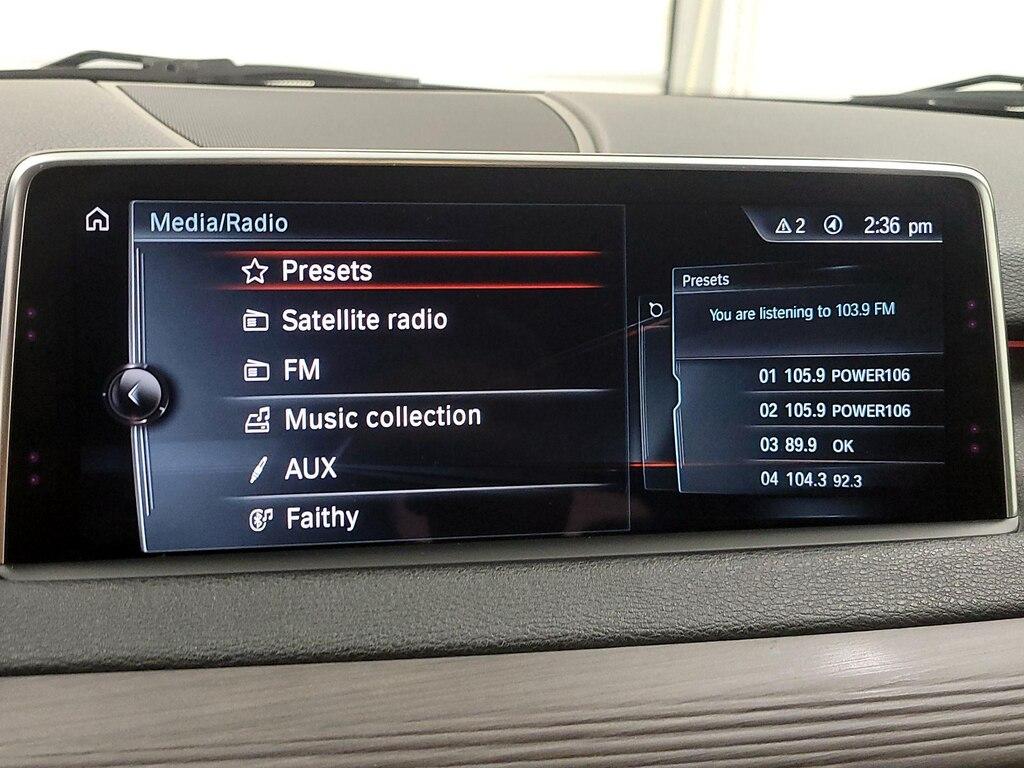 Media/Radio
2
2:36 pm
Presets
Satellite radio
FM
Music collection
AUX
Faithy
Presets
You are listening to 103.9 FM
01 105.9 POWER106
02 105.9 POWER106
03 89.9 OK
04 104.3 92.3